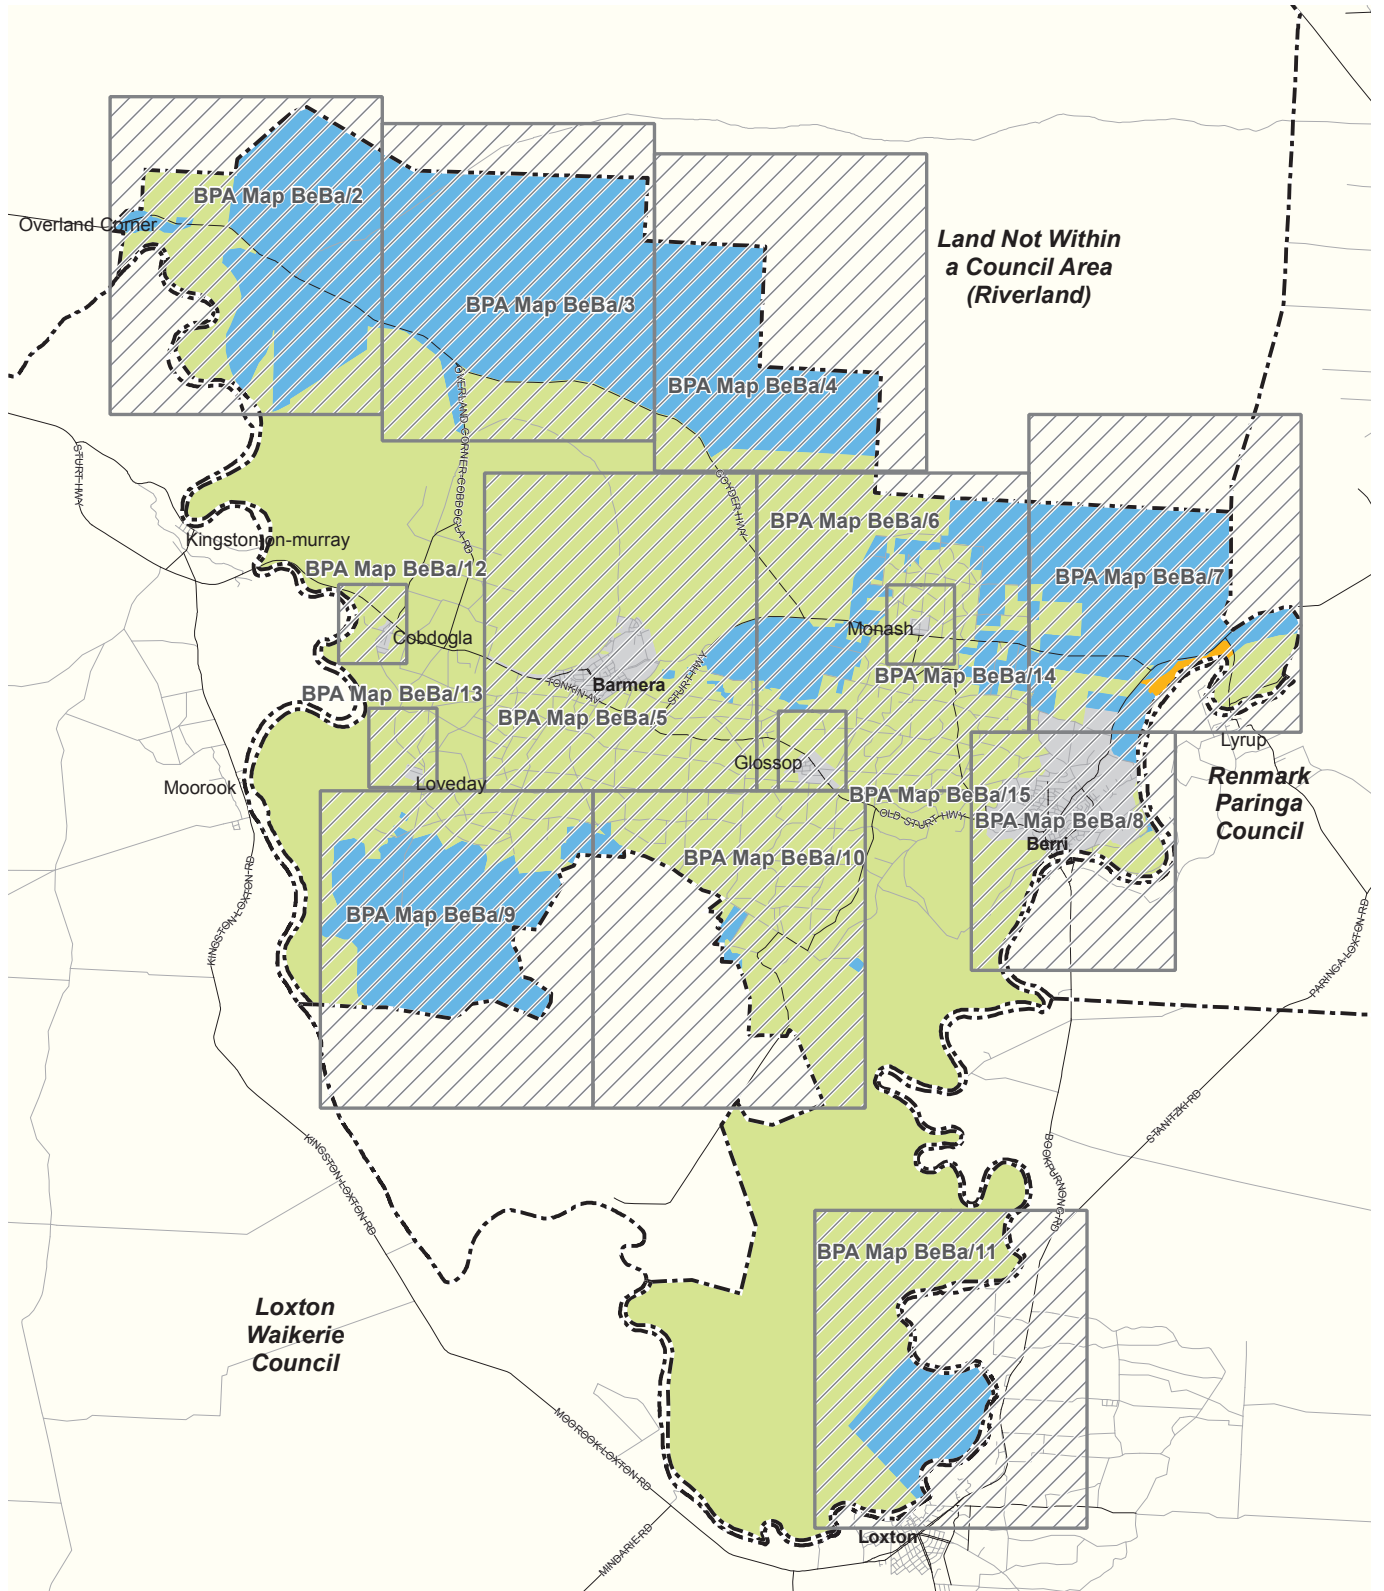 BPA Map BeBa/2
Overland Corner
Land Not Within
a Council Area
(Riverland)
BPA Map BeBa/3
BPA Map BeBa/4
OVERLAND-CORNER-COBDOGLA-RD
STURT-HWY
GOYDER-HWY
BPA Map BeBa/6
Kingston-on-murray
BPA Map BeBa/12
BPA Map BeBa/7
Cobdogla
Monash
STURT-HWY
BPA Map BeBa/14
Barmera
TONKIN-AV
BPA Map BeBa/13
BPA Map BeBa/5
Lyrup
Glossop
Loveday
Moorook
Renmark
Paringa
Council
BPA Map BeBa/15
OLD-STURT-HWY
BPA Map BeBa/8
Berri
BPA Map BeBa/10
KINGSTON-LOXTON-RD
BPA Map BeBa/9
PARINGA-LOXTON-RD
STANITZKI-RD
KINGSTON-LOXTON-RD
BOOKPURNONG-RD
BPA Map BeBa/11
Loxton
Waikerie
Council
MOOROOK-LOXTON-RD
MINDARIE-RD
Loxton